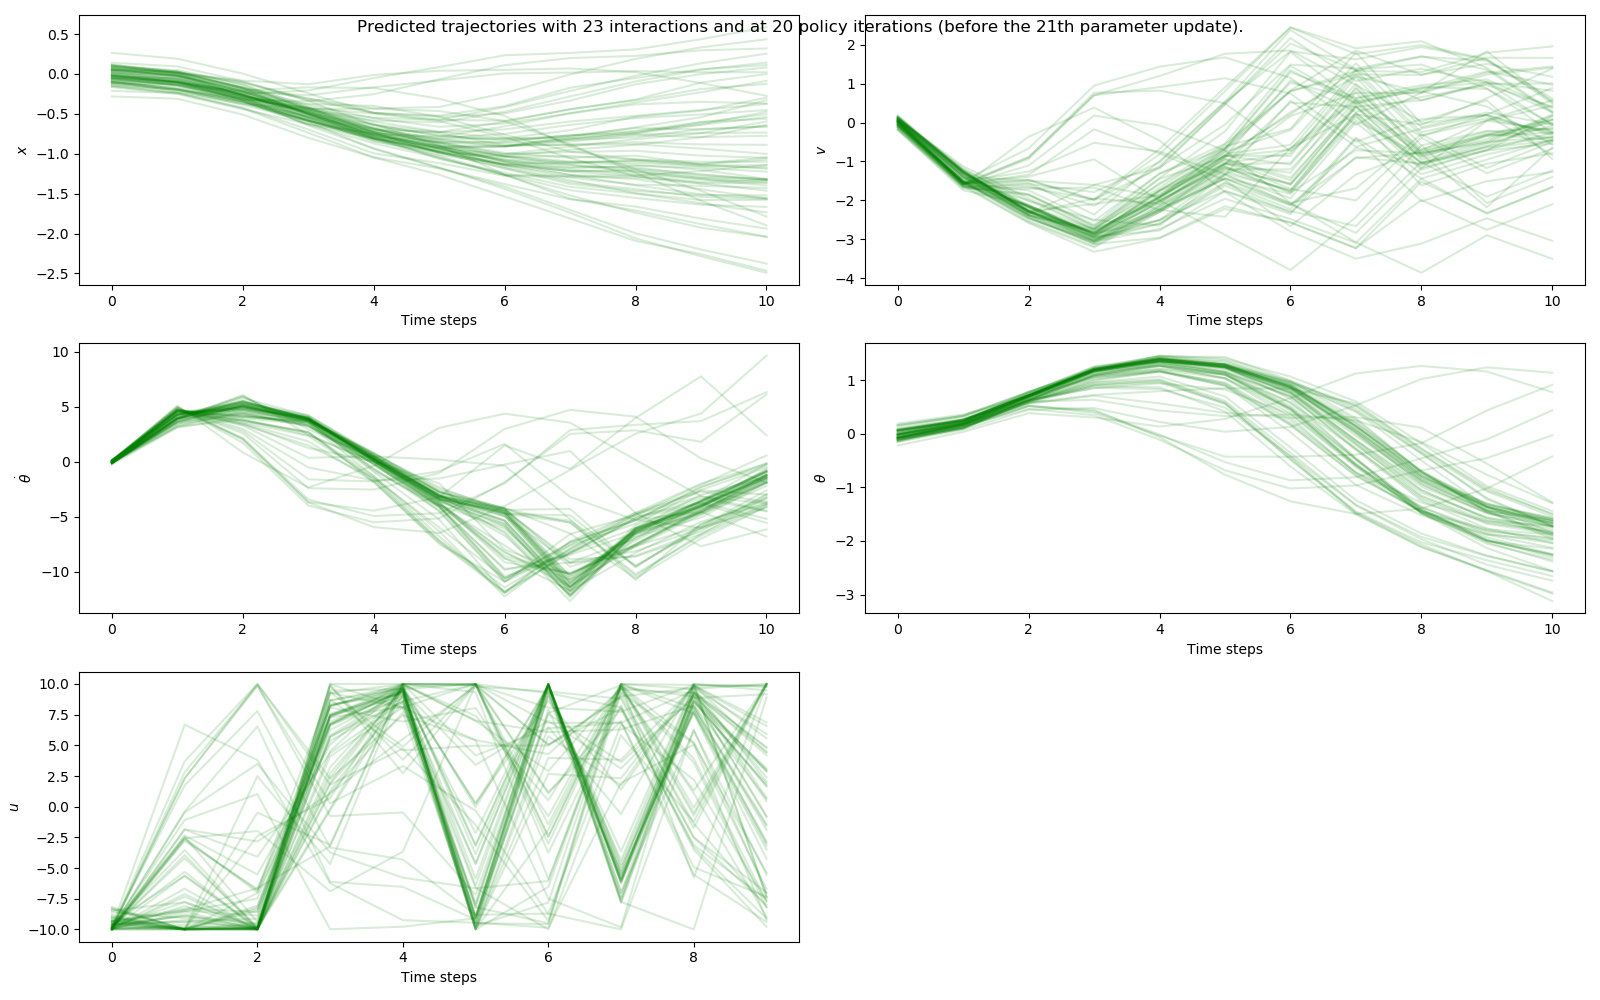 Predicted trajectories with 23 interactions and at 20 policy iterations (before the 21th parameter update).
0.5
0.0
−0.5
−1.0
−1.5
−2.0
−2.5
x
0 2 4 6 8 10
Time steps
2
1
0
−1
−2
−3
−4
v
0 2 4 6 8 10
Time steps
10
5
0
−5
−10
θ̇
0 2 4 6 8 10
Time steps
1
0
−1
−2
−3
θ
0 2 4 6 8 10
Time steps
10.0
7.5
5.0
2.5
0.0
−2.5
−5.0
−7.5
−10.0
u
0 2 4 6 8
Time steps